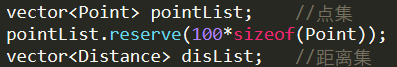 vector<Point> pointList;    //点集
pointList.reserve(100*sizeof(Point));
vector<Distance> disList;   //距离集